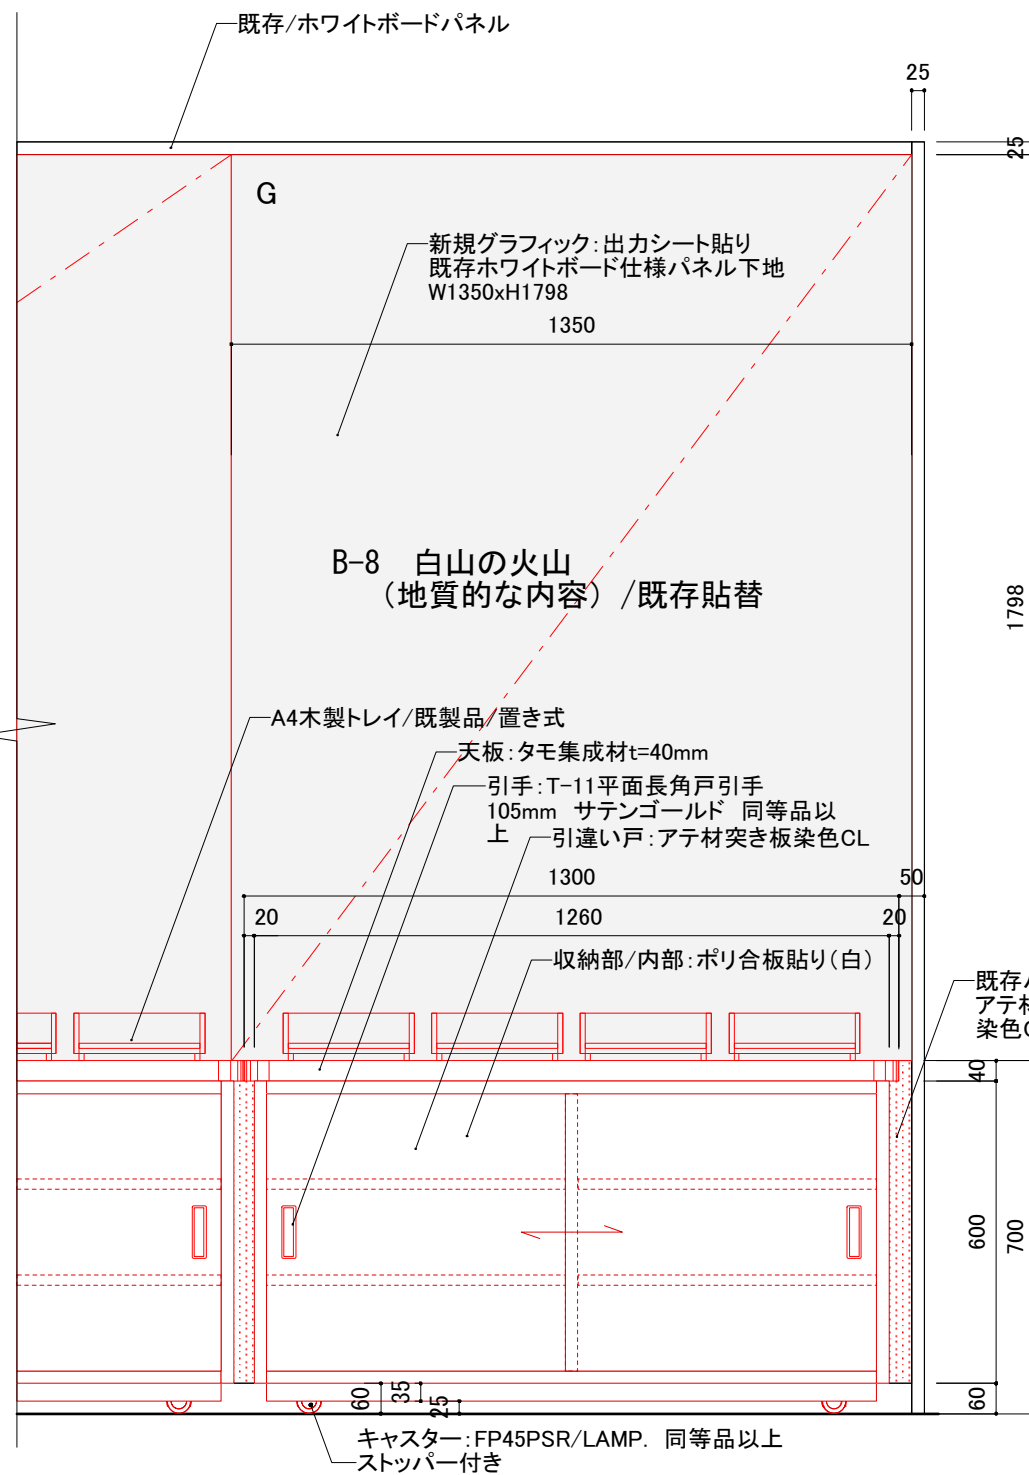 既存/ホワイトボードパネル
25
25
G
新規グラフィック：出力シート貼り
既存ホワイトボード仕様パネル下地
W1350xH1798
1350
B-8　白山の火山
（地質的な内容）/既存貼替
1798
A4木製トレイ/既製品/置き式
天板：タモ集成材t=40mm
引手：T-11平面長角戸引手
105mm　サテンゴールド　同等品以
上
引違い戸：アテ材突き板染色CL
1300
50
20
1260
20
収納部/内部：ポリ合板貼り（白）
既存
アテ材
染色C
40
600
700
60
60
35
25
キャスター：FP45PSR/LAMP.　同等品以上
ストッパー付き